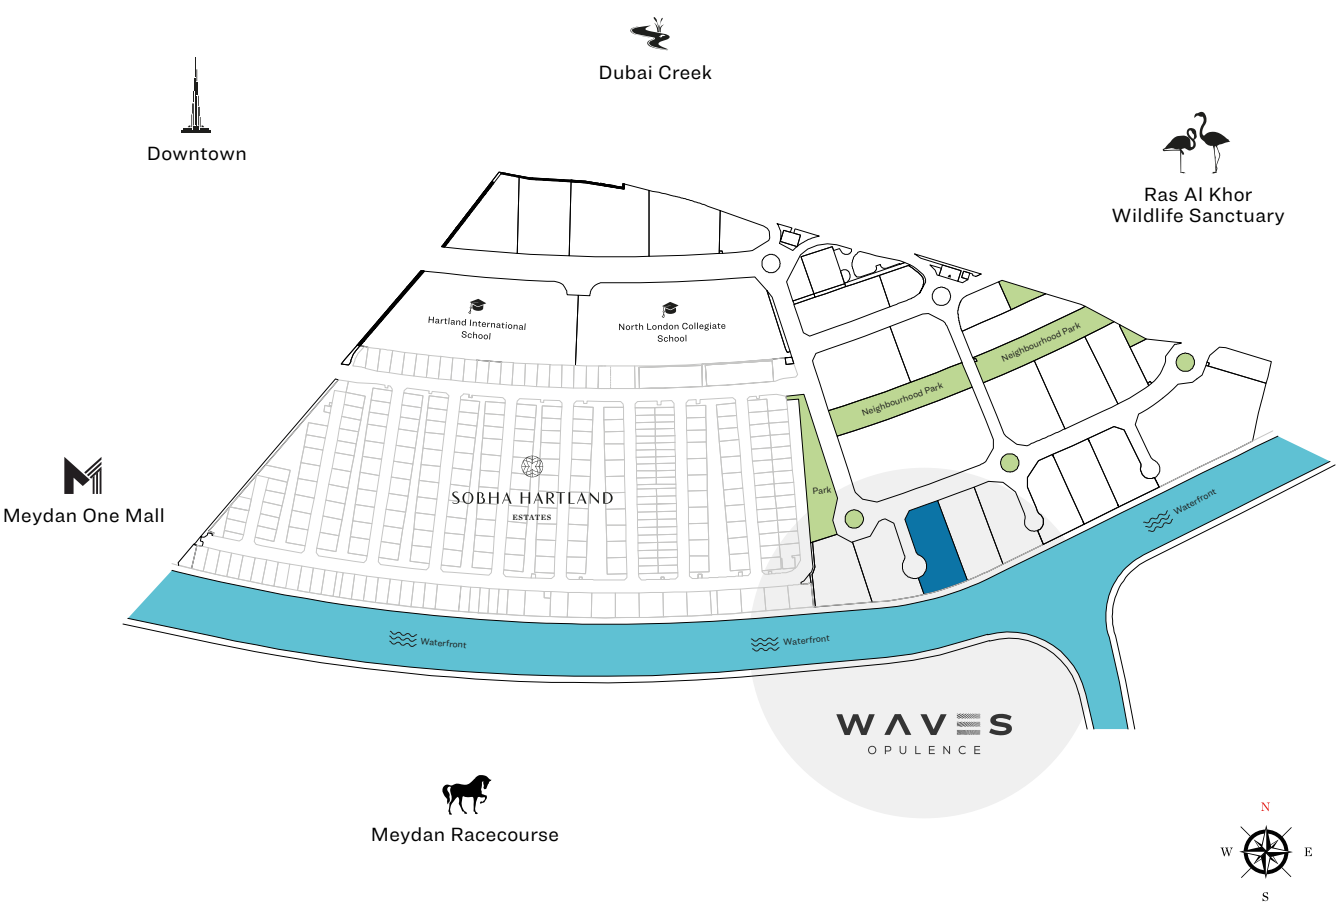 Dubai Creek
Downtown
Ras Al Khor
Wildlife Sanctuary
Hartland International
School
North London Collegiate
School
Neighbourhood Park
Neighbourhood Park
Meydan One Mall
SOBHA HARTLAND
ESTATES
Park
Waterfront
Waterfront
Waterfront
WAVES
OPULENCE
Meydan Racecourse
N
W
E
S